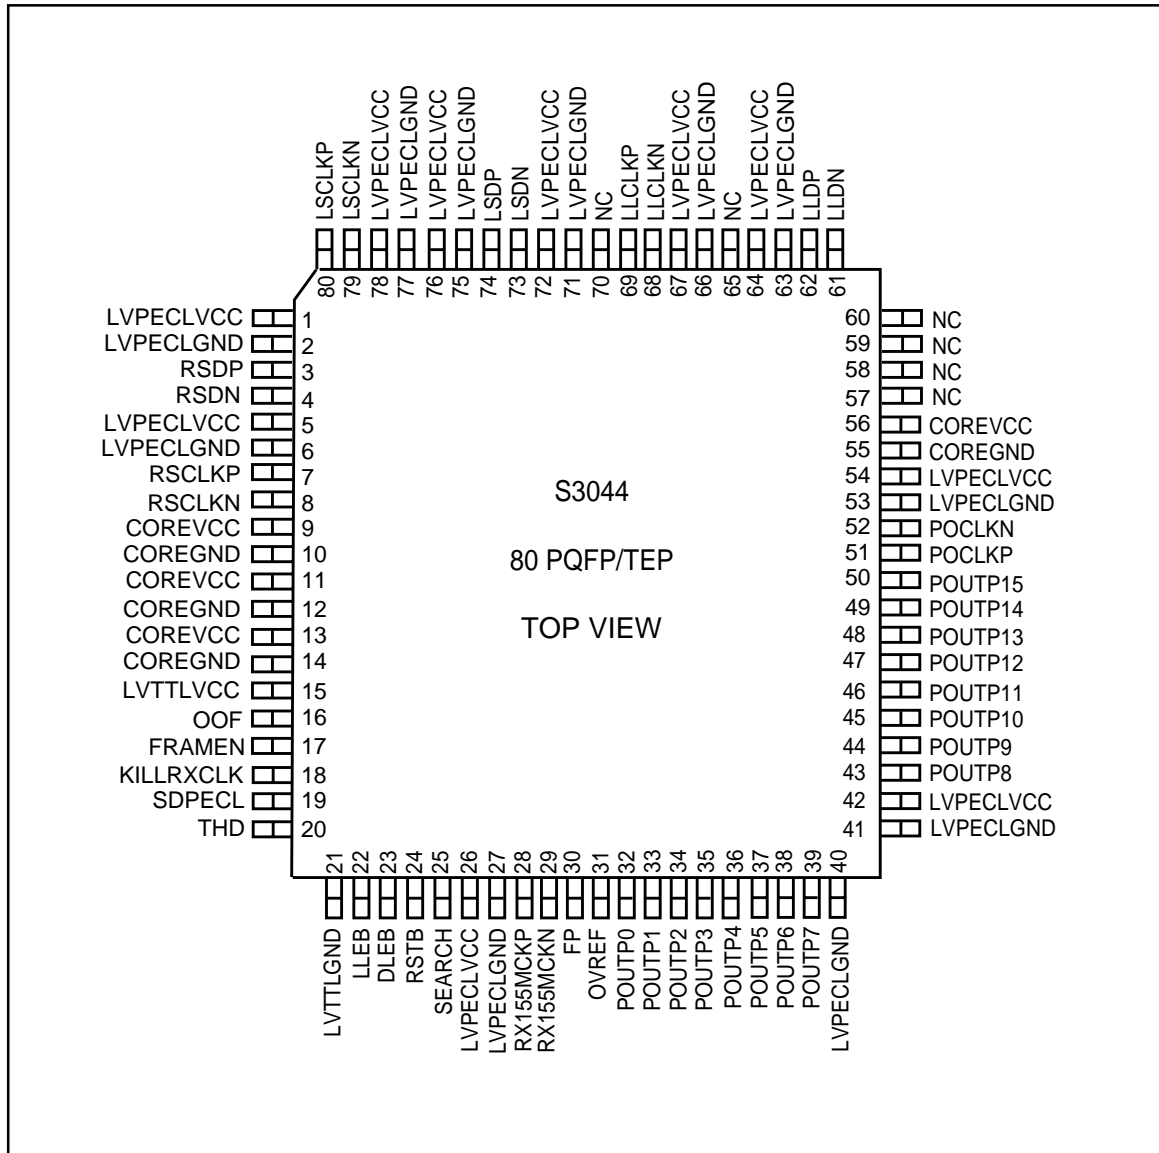 LSCLKP
LSCLKN
LVPECLVCC
LVPECLGND
LVPECLVCC
LVPECLGND
LSDP
LSDN
LVPECLVCC
LVPECLGND
NC
LLCLKP
LLCLKN
LVPECLVCC
LVPECLGND
NC
LVPECLVCC
LVPECLGND
LLDP
LLDN
80
79
78
77
76
75
74
73
72
71
70
69
68
67
66
65
64
63
62
61
LVPECLVCC 1
LVPECLGND 2
RSDP 3
RSDN 4
LVPECLVCC 5
LVPECLGND 6
RSCLKP 7
RSCLKN 8
COREVCC 9
COREGND 10
COREVCC 11
COREGND 12
COREVCC 13
COREGND 14
LVTTLVCC 15
OOF 16
FRAMEN 17
KILLRXCLK 18
SDPECL 19
THD 20
S3044
80 PQFP/TEP
TOP VIEW
60 NC
59 NC
58 NC
57 NC
56 COREVCC
55 COREGND
54 LVPECLVCC
53 LVPECLGND
52 POCLKN
51 POCLKP
50 POUTP15
49 POUTP14
48 POUTP13
47 POUTP12
46 POUTP11
45 POUTP10
44 POUTP9
43 POUTP8
42 LVPECLVCC
41 LVPECLGND
21
22
23
24
25
26
27
28
29
30
31
32
33
34
35
36
37
38
39
40
LVTTLGND
LLEB
DLEB
RSTB
SEARCH
LVPECLVCC
LVPECLGND
RX155MCKP
RX155MCKN
FP
OVREF
POUTP0
POUTP1
POUTP2
POUTP3
POUTP4
POUTP5
POUTP6
POUTP7
LVPECLGND